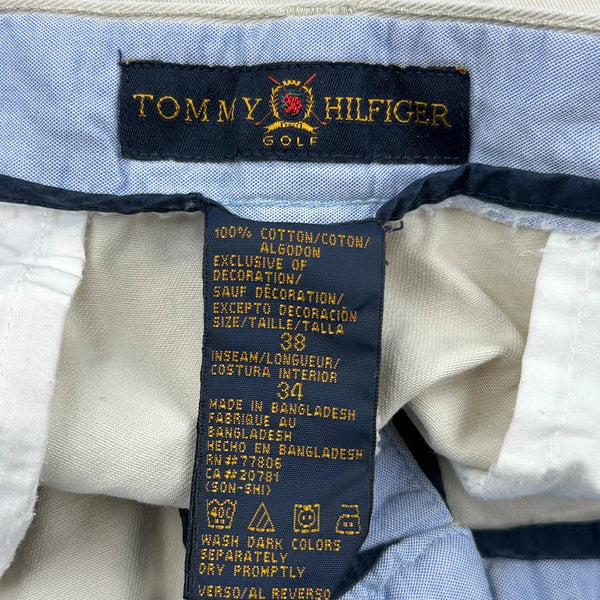 TOMMY HILFIGER
GOLF
100% COTTON/COTON/
ALGODON
EXCLUSIVE OF
DECORATION/
SAUF DÉCORATION/
EXCEPTO DECORACIÓN
SIZE/TAILLE/TALLA
38
INSEAM/LONGUEUR/
COSTURA INTERIOR
34
MADE IN BANGLADESH
FABRIQUE AU
BANGLADESH
HECHO EN BANGLADESH
RN#77806
CA#20781
(SON-SHI)
40C
WASH DARK COLORS
SEPARATELY
DRY PROMPTLY
VERSO/AL REVERSO